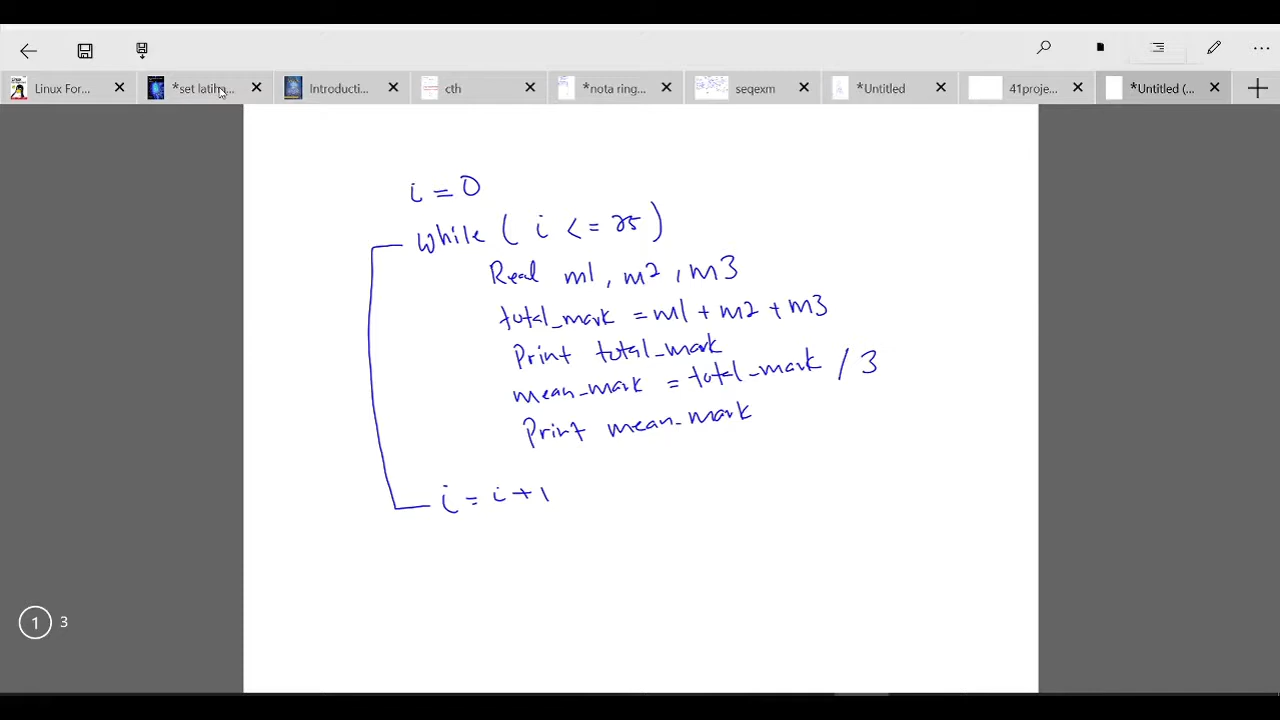 Linux For... *set latih... Introducti... cth *nota ring... seqexm *Untitled 41proje... *Untitled (...
i = 0
while ( i <= 25 )
Read m1, m2, m3
total_mark = m1 + m2 + m3
Print total_mark
mean_mark = total_mark / 3
Print mean_mark
i = i + 1
1 3